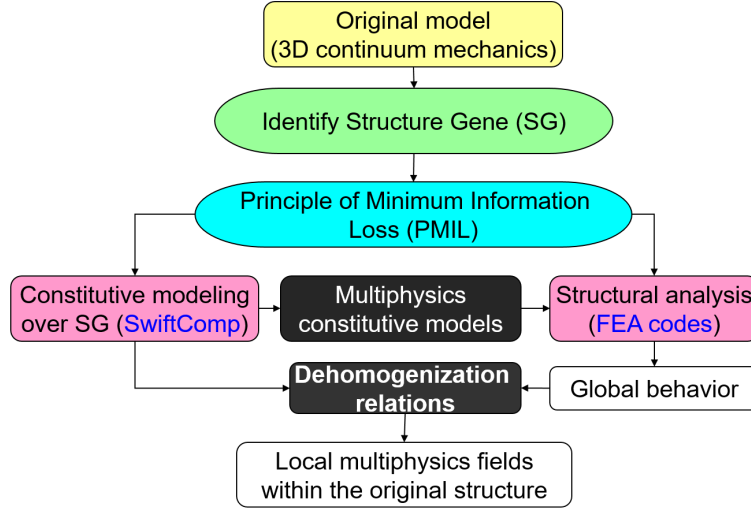 Original model
(3D continuum mechanics)
Identify Structure Gene (SG)
Principle of Minimum Information
Loss (PMIL)
Constitutive modeling
over SG (SwiftComp)
Multiphysics
constitutive models
Structural analysis
(FEA codes)
Dehomogenization
relations
Global behavior
Local multiphysics fields
within the original structure